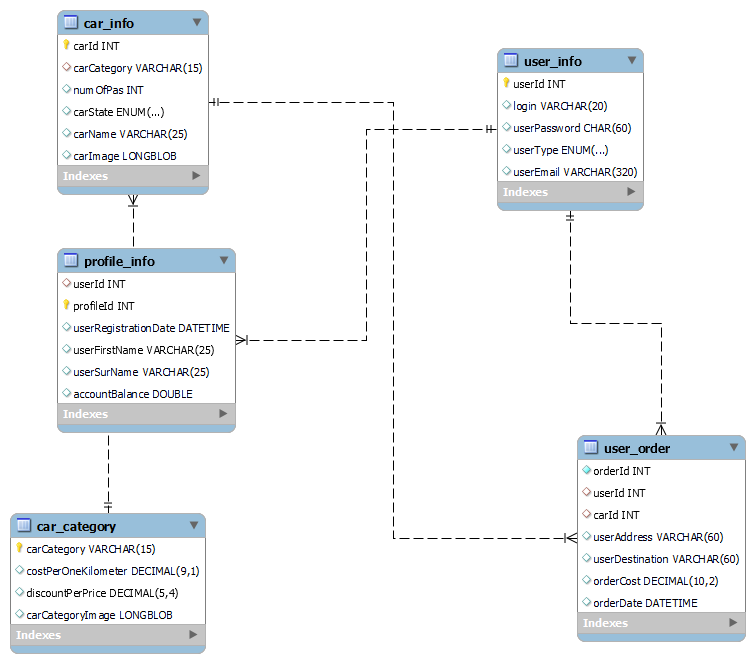 car_info
carId INT
carCategory VARCHAR(15)
numOfPas INT
carState ENUM(...)
carName VARCHAR(25)
carImage LONGBLOB
Indexes
user_info
userId INT
login VARCHAR(20)
userPassword CHAR(60)
userType ENUM(...)
userEmail VARCHAR(320)
Indexes
profile_info
userId INT
profileId INT
userRegistrationDate DATETIME
userFirstName VARCHAR(25)
userSurName VARCHAR(25)
accountBalance DOUBLE
Indexes
user_order
orderId INT
userId INT
carId INT
userAddress VARCHAR(60)
userDestination VARCHAR(60)
orderCost DECIMAL(10,2)
orderDate DATETIME
Indexes
car_category
carCategory VARCHAR(15)
costPerOneKilometer DECIMAL(9,1)
discountPerPrice DECIMAL(5,4)
carCategoryImage LONGBLOB
Indexes